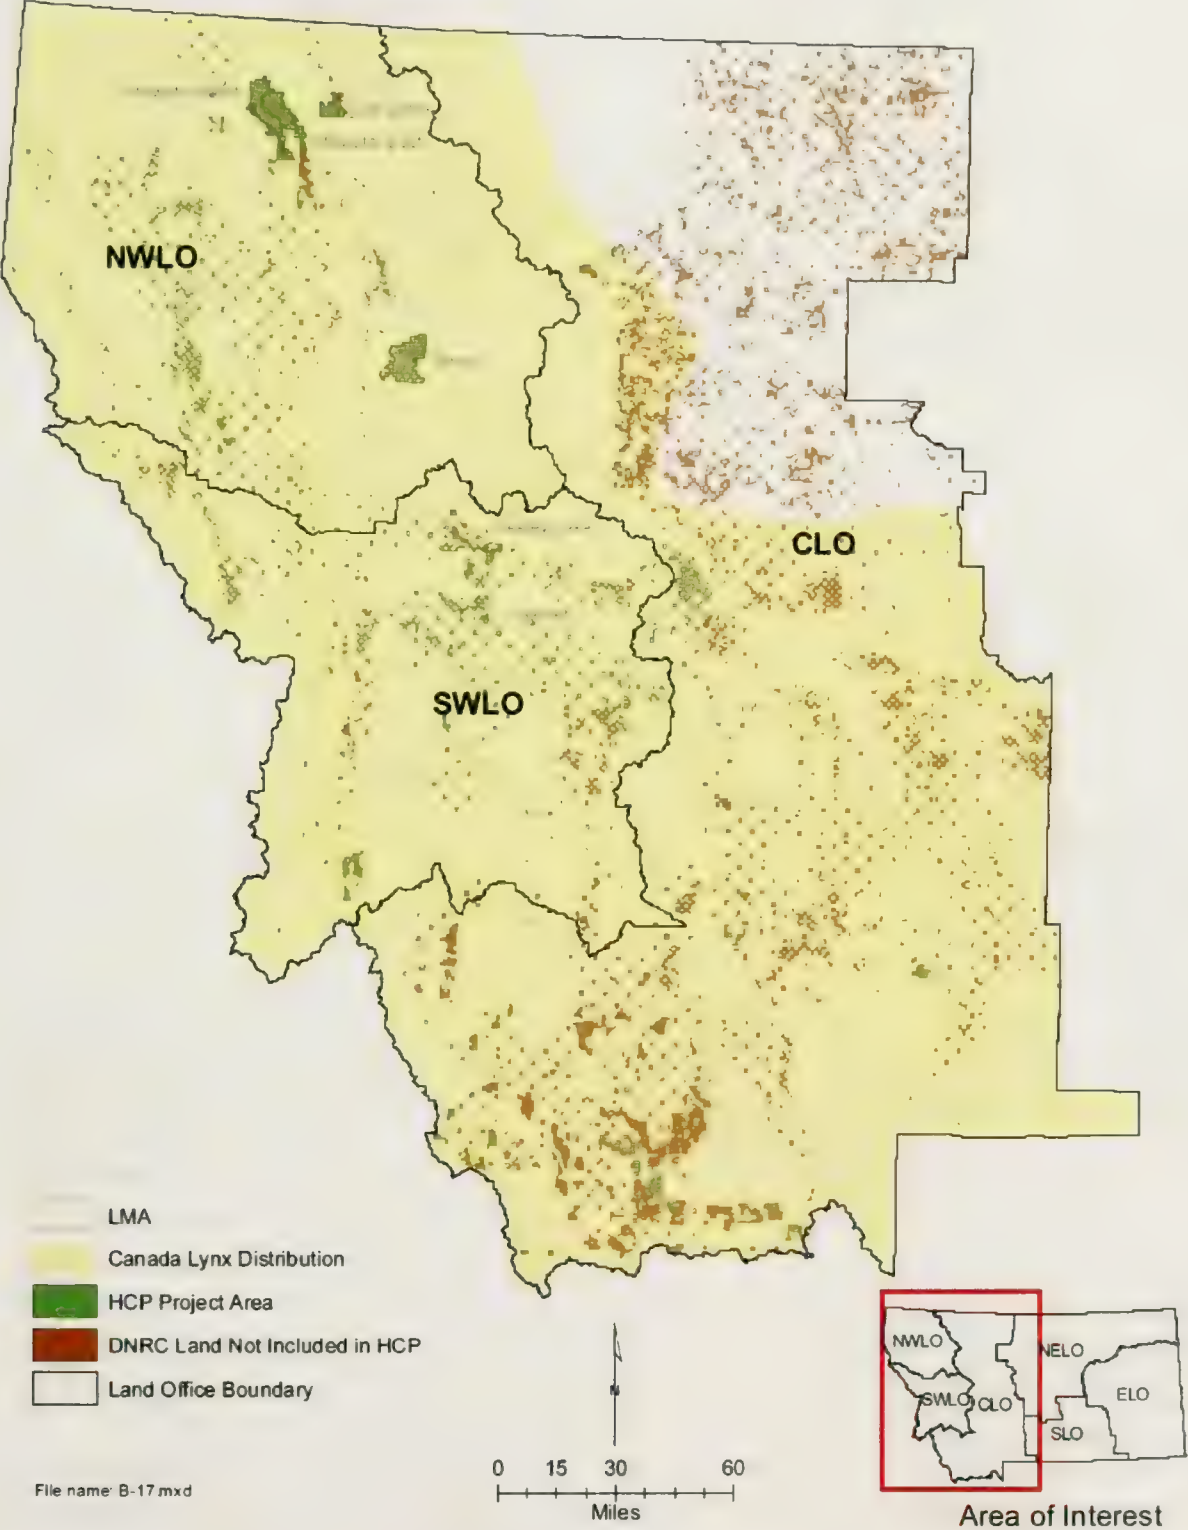 NWLO
CLO
SWLO
LMA
Canada Lynx Distribution
HCP Project Area
DNRC Land Not Included in HCP
Land Office Boundary
File name: B-17.mxd
N
0 15 30 60
Miles
NWLO
NELO
SWLO
CLO
ELO
SLO
Area of Interest